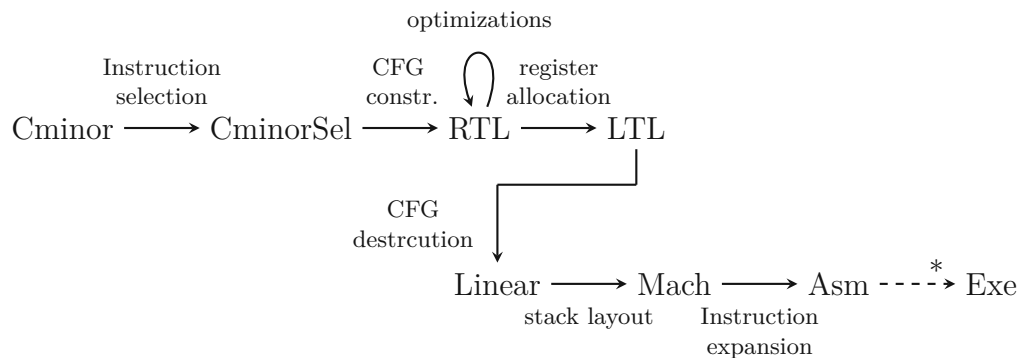 optimizations
Instruction
selection
CFG
constr.
register
allocation
Cminor CminorSel RTL LTL
CFG
destrcution
Linear Mach Asm * Exe
stack layout
Instruction
expansion